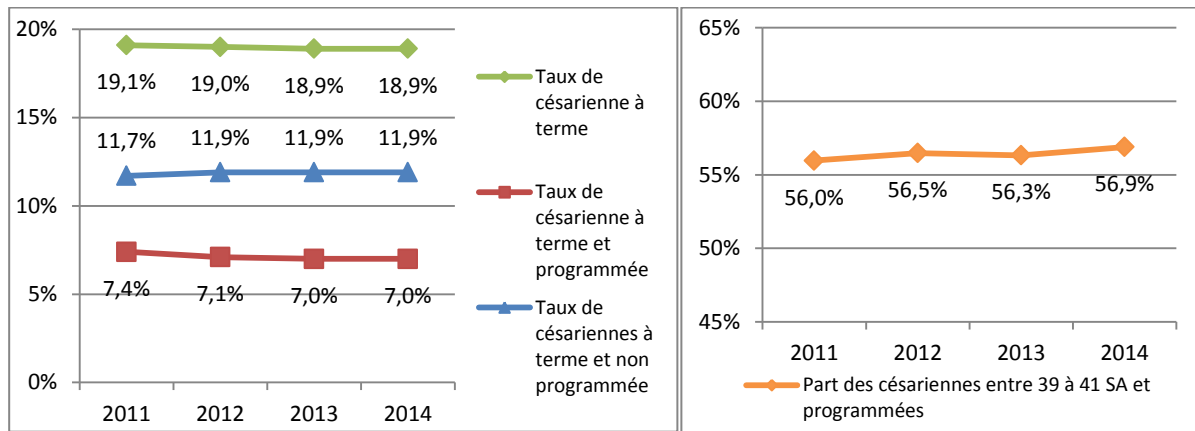 20%
15%
10%
5%
0%
19,1% 19,0% 18,9% 18,9%
11,7% 11,9% 11,9% 11,9%
7,4% 7,1% 7,0% 7,0%
2011 2012 2013 2014
Taux de
césarienne à
terme
Taux de
césarienne à
terme et
programmée
Taux de
césariennes à
terme et non
programmée
65%
60%
55%
50%
45%
56,0% 56,5% 56,3% 56,9%
2011 2012 2013 2014
Part des césariennes entre 39 à 41 SA et
programmées